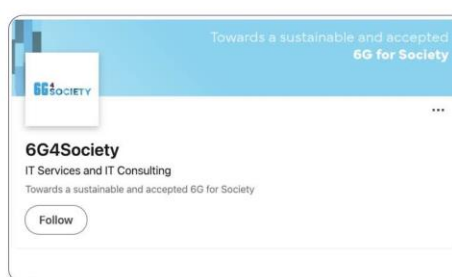 Towards a sustainable and accepted
6G for Society
6G4SOCIETY
6G4Society
IT Services and IT Consulting
Towards a sustainable and accepted 6G for Society
Follow